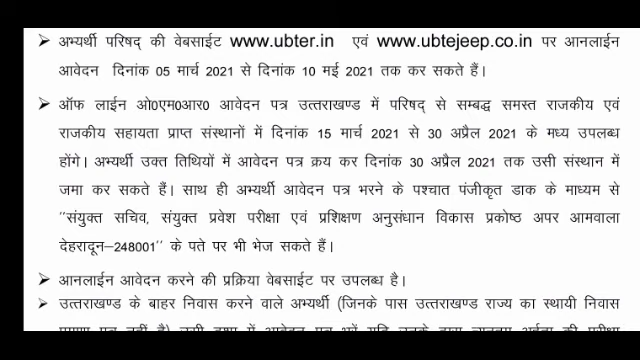 ➢ अभ्यर्थी परिषद् की वेबसाईट www.ubter.in एवं www.ubtejeep.co.in पर आनलाईन
आवेदन दिनांक 05 मार्च 2021 से दिनांक 10 मई 2021 तक कर सकते हैं।
➢ ऑफ लाईन ओ0एम0आर0 आवेदन पत्र उत्तराखण्ड में परिषद् से सम्बद्ध समस्त राजकीय एवं
राजकीय सहायता प्राप्त संस्थानों में दिनांक 15 मार्च 2021 से 30 अप्रैल 2021 के मध्य उपलब्ध
होंगे। अभ्यर्थी उक्त तिथियों में आवेदन पत्र क्रय कर दिनांक 30 अप्रैल 2021 तक उसी संस्थान में
जमा कर सकते हैं। साथ ही अभ्यर्थी आवेदन पत्र भरने के पश्चात पंजीकृत डाक के माध्यम से
"संयुक्त सचिव, संयुक्त प्रवेश परीक्षा एवं प्रशिक्षण अनुसंधान विकास प्रकोष्ठ अपर आमवाला
देहरादून–248001" के पते पर भी भेज सकते हैं।
➢ आनलाईन आवेदन करने की प्रक्रिया वेबसाईट पर उपलब्ध है।
➢ उत्तराखण्ड के बाहर निवास करने वाले अभ्यर्थी (जिनके पास उत्तराखण्ड राज्य का स्थायी निवास